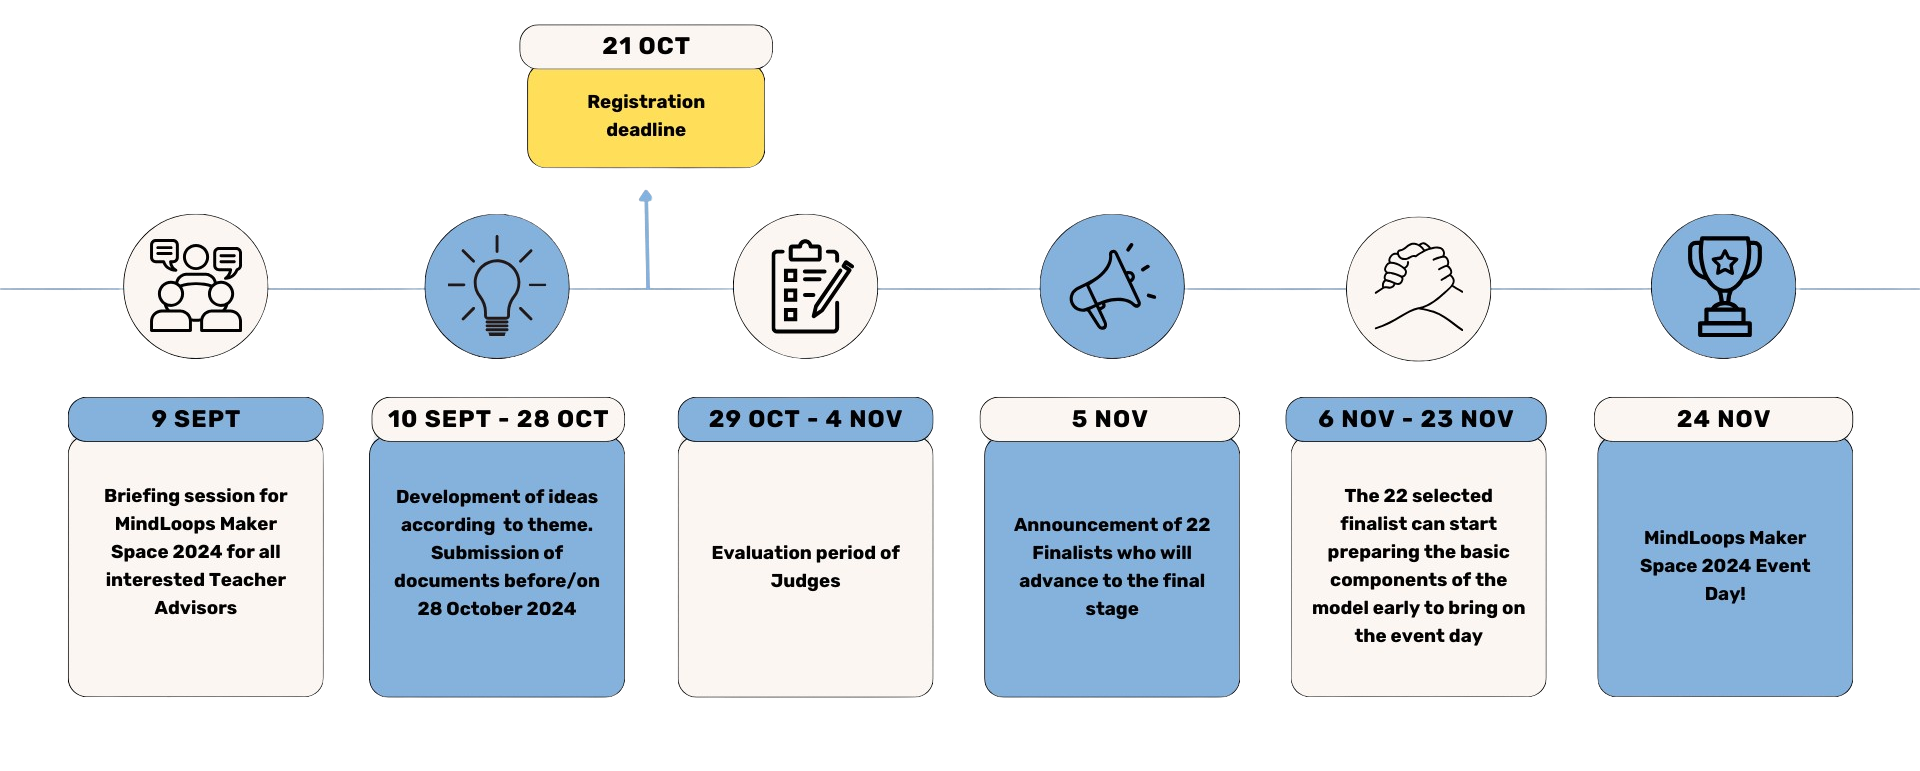 21 OCT
Registration
deadline
9 SEPT
Briefing session for
MindLoops Maker
Space 2024 for all
interested Teacher
Advisors
10 SEPT - 28 OCT
Development of ideas
according  to theme.
Submission of
documents before/on
28 October 2024
29 OCT - 4 NOV
Evaluation period of
Judges
5 NOV
Announcement of 22
Finalists who will
advance to the final
stage
6 NOV - 23 NOV
The 22 selected
finalist can start
preparing the basic
components of the
model early to bring on
the event day
24 NOV
MindLoops Maker
Space 2024 Event
Day!